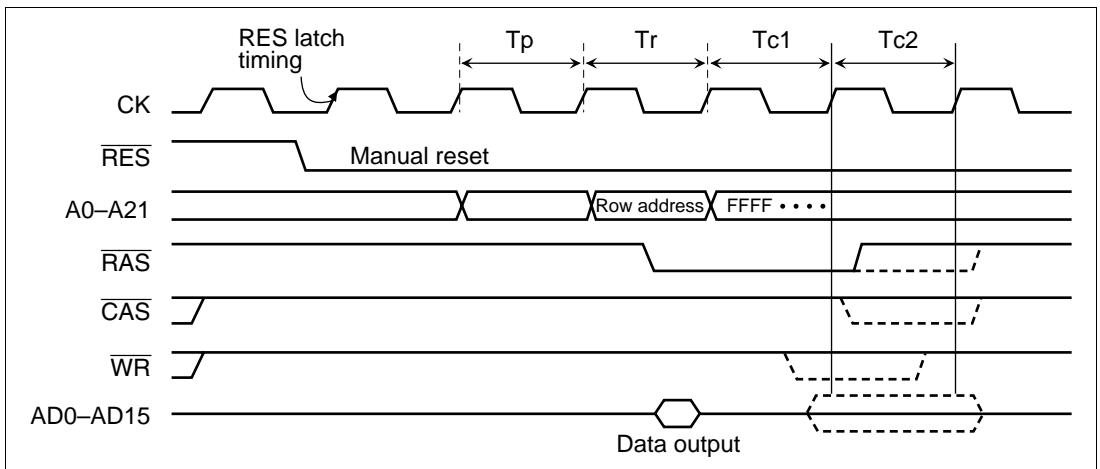 RES latch
timing
Tp
Tr
Tc1
Tc2
CK
RES
Manual reset
A0–A21
Row address
FFFF ····
RAS
CAS
WR
AD0–AD15
Data output